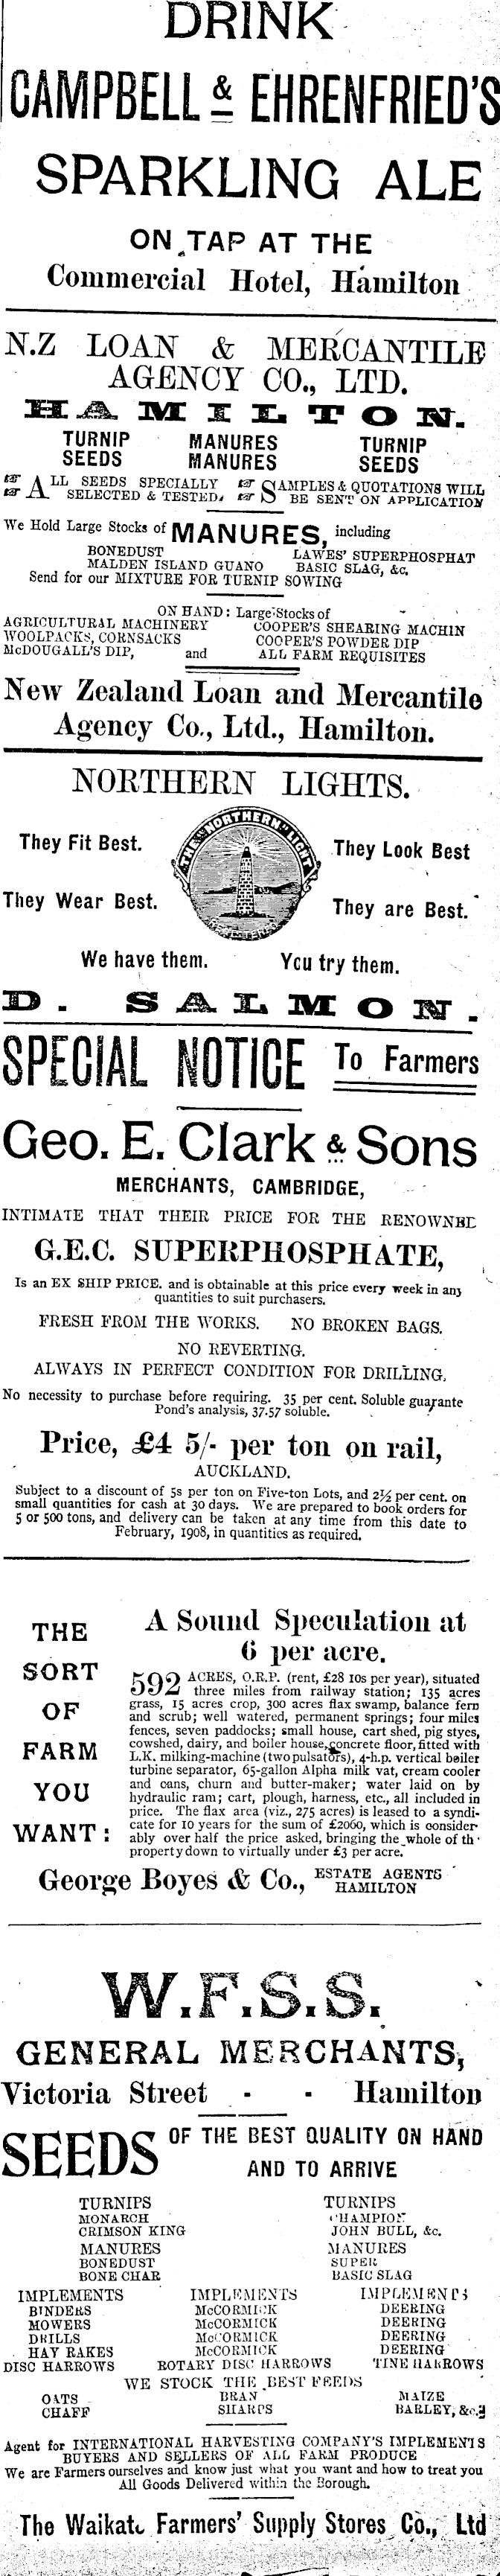 DRINK
CAMPBELL & EHRENFRIED'S
SPARKLING ALE
ON TAP AT THE
Commercial Hotel, Hamilton
N.Z LOAN & MERCANTILE
AGENCY CO., LTD.
HAMILTON.
TURNIP MANURES TURNIP
SEEDS MANURES SEEDS
ALL SEEDS SPECIALLY SAMPLES & QUOTATIONS WILL
SELECTED & TESTED. BE SENT ON APPLICATION
We Hold Large Stocks of MANURES, including
BONEDUST LAWES' SUPERPHOSPHAT
MALDEN ISLAND GUANO BASIC SLAG, &c.
Send for our MIXTURE FOR TURNIP SOWING
ON HAND: Large Stocks of
AGRICULTURAL MACHINERY COOPER'S SHEARING MACHIN
WOOLPACKS, CORNSACKS COOPER'S POWDER DIP
McDOUGALL'S DIP, and ALL FARM REQUISITES
New Zealand Loan and Mercantile
Agency Co., Ltd., Hamilton.
NORTHERN LIGHTS.
THE "NORTHERN" LIGHT
REGISTERED
They Fit Best. They Look Best
They Wear Best. They are Best.
We have them. You try them.
D. SALMON.
SPECIAL NOTICE To Farmers
Geo. E. Clark & Sons
MERCHANTS, CAMBRIDGE,
INTIMATE THAT THEIR PRICE FOR THE RENOWNED
G.E.C. SUPERPHOSPHATE,
Is an EX SHIP PRICE. and is obtainable at this price every week in any
quantities to suit purchasers.
FRESH FROM THE WORKS. NO BROKEN BAGS.
NO REVERTING.
ALWAYS IN PERFECT CONDITION FOR DRILLING.
No necessity to purchase before requiring. 35 per cent. Soluble guarante
Pond's analysis, 37.57 soluble.
Price, £4 5/- per ton on rail,
AUCKLAND.
Subject to a discount of 5s per ton on Five-ton Lots, and 2½ per cent. on
small quantities for cash at 30 days. We are prepared to book orders for
5 or 500 tons, and delivery can be taken at any time from this date to
February, 1908, in quantities as required.
THE
SORT
OF
FARM
YOU
WANT:
A Sound Speculation at
6 per acre.
592 ACRES, O.R.P. (rent, £28 10s per year), situated
three miles from railway station; 135 acres
grass, 15 acres crop, 300 acres flax swamp, balance fern
and scrub; well watered, permanent springs; four miles
fences, seven paddocks; small house, cart shed, pig styes,
cowshed, dairy, and boiler house, concrete floor, fitted with
L.K. milking-machine (two pulsators), 4-h.p. vertical boiler
turbine separator, 65-gallon Alpha milk vat, cream cooler
and cans, churn and butter-maker; water laid on by
hydraulic ram; cart, plough, harness, etc., all included in
price. The flax area (viz., 275 acres) is leased to a syndi-
cate for 10 years for the sum of £2060, which is consider
ably over half the price asked, bringing the whole of th
property down to virtually under £3 per acre.
George Boyes & Co., ESTATE AGENTS
HAMILTON
W.F.S.S.
GENERAL MERCHANTS,
Victoria Street - - Hamilton
SEEDS OF THE BEST QUALITY ON HAND
AND TO ARRIVE
TURNIPS TURNIPS
MONARCH CHAMPION
CRIMSON KING JOHN BULL, &c.
MANURES MANURES
BONEDUST SUPER
BONE CHAR BASIC SLAG
IMPLEMENTS IMPLEMENTS IMPLEMENTS
BINDERS McCORMICK DEERING
MOWERS McCORMICK DEERING
DRILLS McCORMICK DEERING
HAY RAKES McCORMICK DEERING
DISC HARROWS ROTARY DISC HARROWS TINE HARROWS
WE STOCK THE BEST FEEDS
OATS BRAN MAIZE
CHAFF SHARPS BARLEY, &c.
Agent for INTERNATIONAL HARVESTING COMPANY'S IMPLEMENTS
BUYERS AND SELLERS OF ALL FARM PRODUCE
We are Farmers ourselves and know just what you want and how to treat you
All Goods Delivered within the Borough.
The Waikato Farmers' Supply Stores Co., Ltd